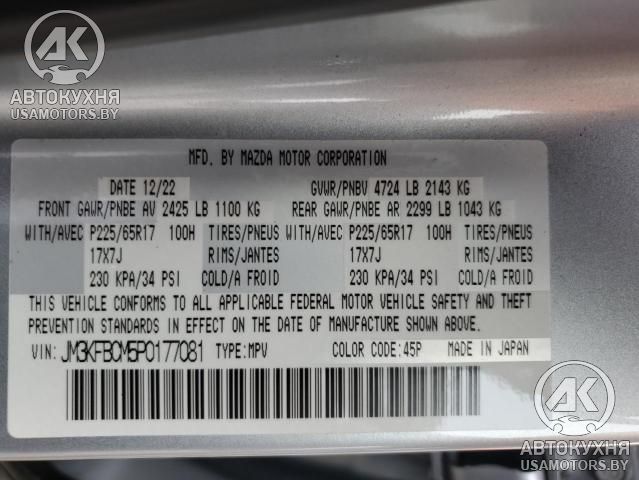 AK
АВТОКУХНЯ
USAMOTORS.BY
MFD. BY MAZDA MOTOR CORPORATION
DATE 12/22 GVWR/PNBV 4724 LB 2143 KG
FRONT GAWR/PNBE AV 2425 LB 1100 KG REAR GAWR/PNBE AR 2299 LB 1043 KG
WITH/AVEC P225/65R17 100H TIRES/PNEUS WITH/AVEC P225/65R17 100H TIRES/PNEUS
17X7J RIMS/JANTES 17X7J RIMS/JANTES
230 KPA/34 PSI COLD/A FROID 230 KPA/34 PSI COLD/A FROID
THIS VEHICLE CONFORMS TO ALL APPLICABLE FEDERAL MOTOR VEHICLE SAFETY AND THEFT
PREVENTION STANDARDS IN EFFECT ON THE DATE OF MANUFACTURE SHOWN ABOVE.
VIN: JM3KFBCM5P0177081 TYPE:MPV COLOR CODE:45P MADE IN JAPAN
AK
АВТОКУХНЯ
USAMOTORS.BY